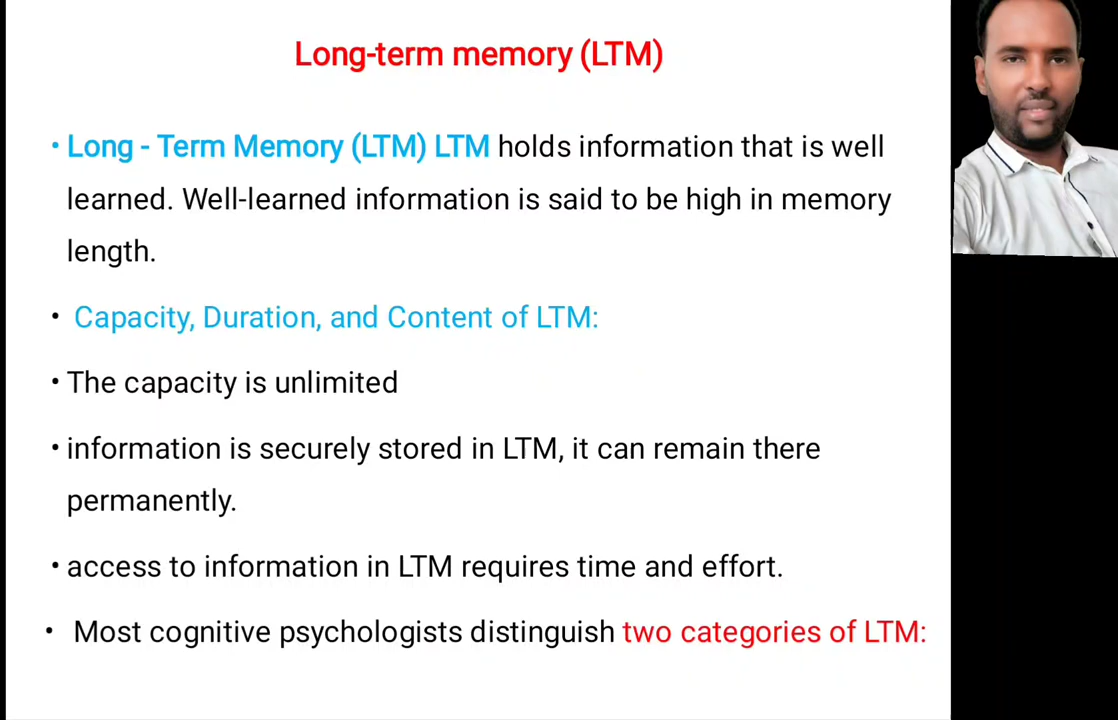 Long-term memory (LTM)
• Long - Term Memory (LTM) LTM holds information that is well
learned. Well-learned information is said to be high in memory
length.
• Capacity, Duration, and Content of LTM:
• The capacity is unlimited
• information is securely stored in LTM, it can remain there
permanently.
• access to information in LTM requires time and effort.
• Most cognitive psychologists distinguish two categories of LTM: